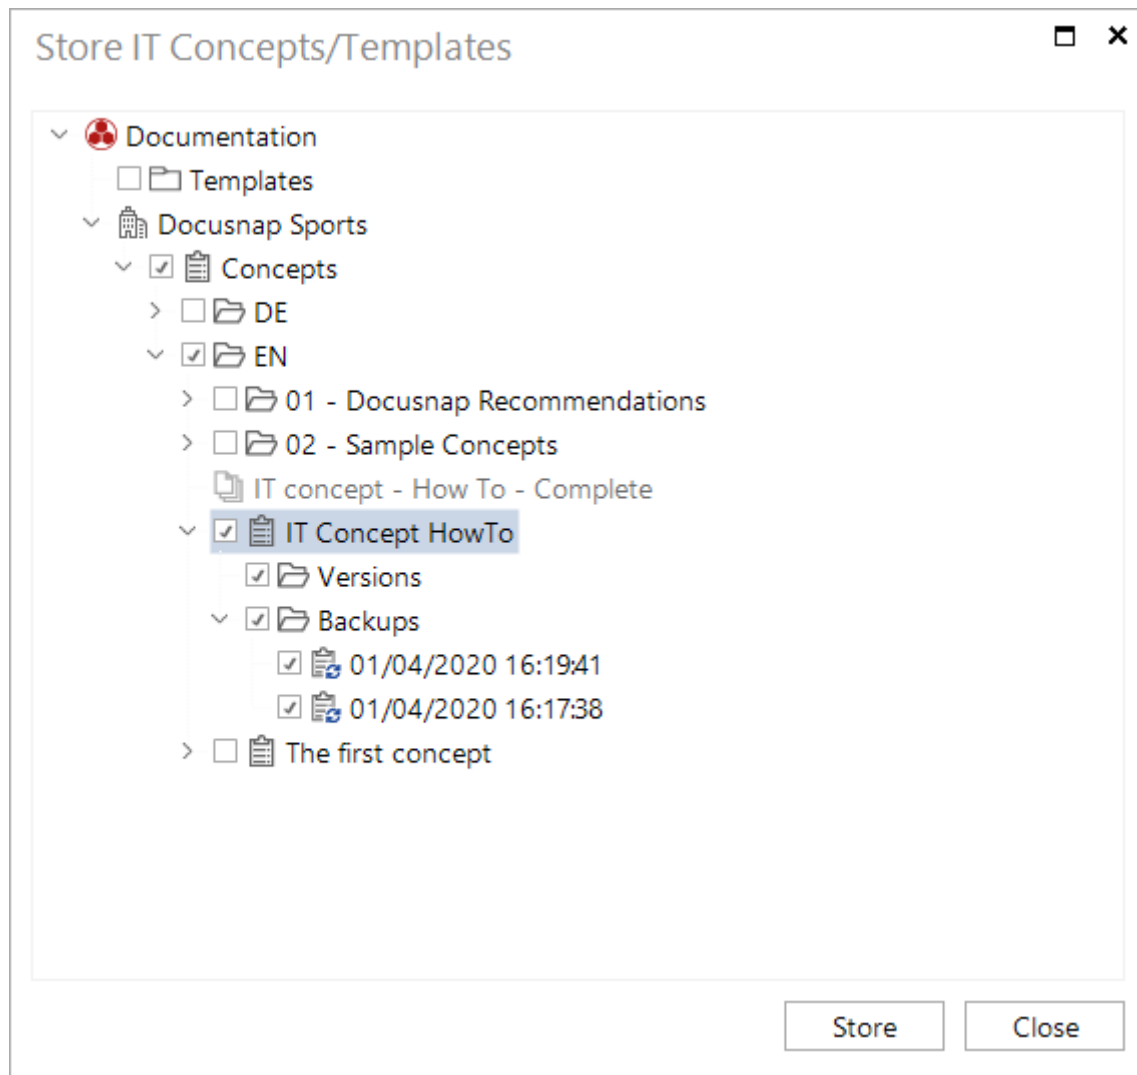 Store IT Concepts/Templates
Documentation
Templates
Docusnap Sports
Concepts
DE
EN
01 - Docusnap Recommendations
02 - Sample Concepts
IT concept - How To - Complete
IT Concept HowTo
Versions
Backups
01/04/2020 16:19:41
01/04/2020 16:17:38
The first concept
Store Close